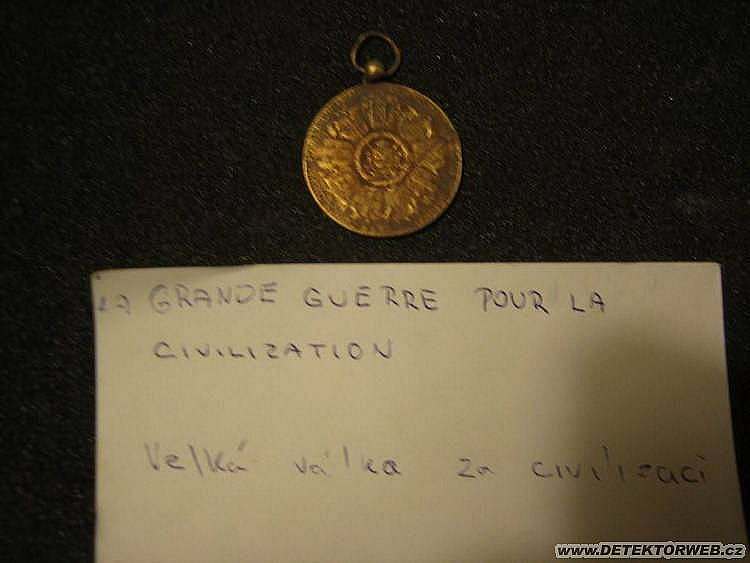 LA GRANDE GUERRE POUR LA
CIVILIZATION
Velká válka za civilizaci
www.DETEKTORWEB.cz